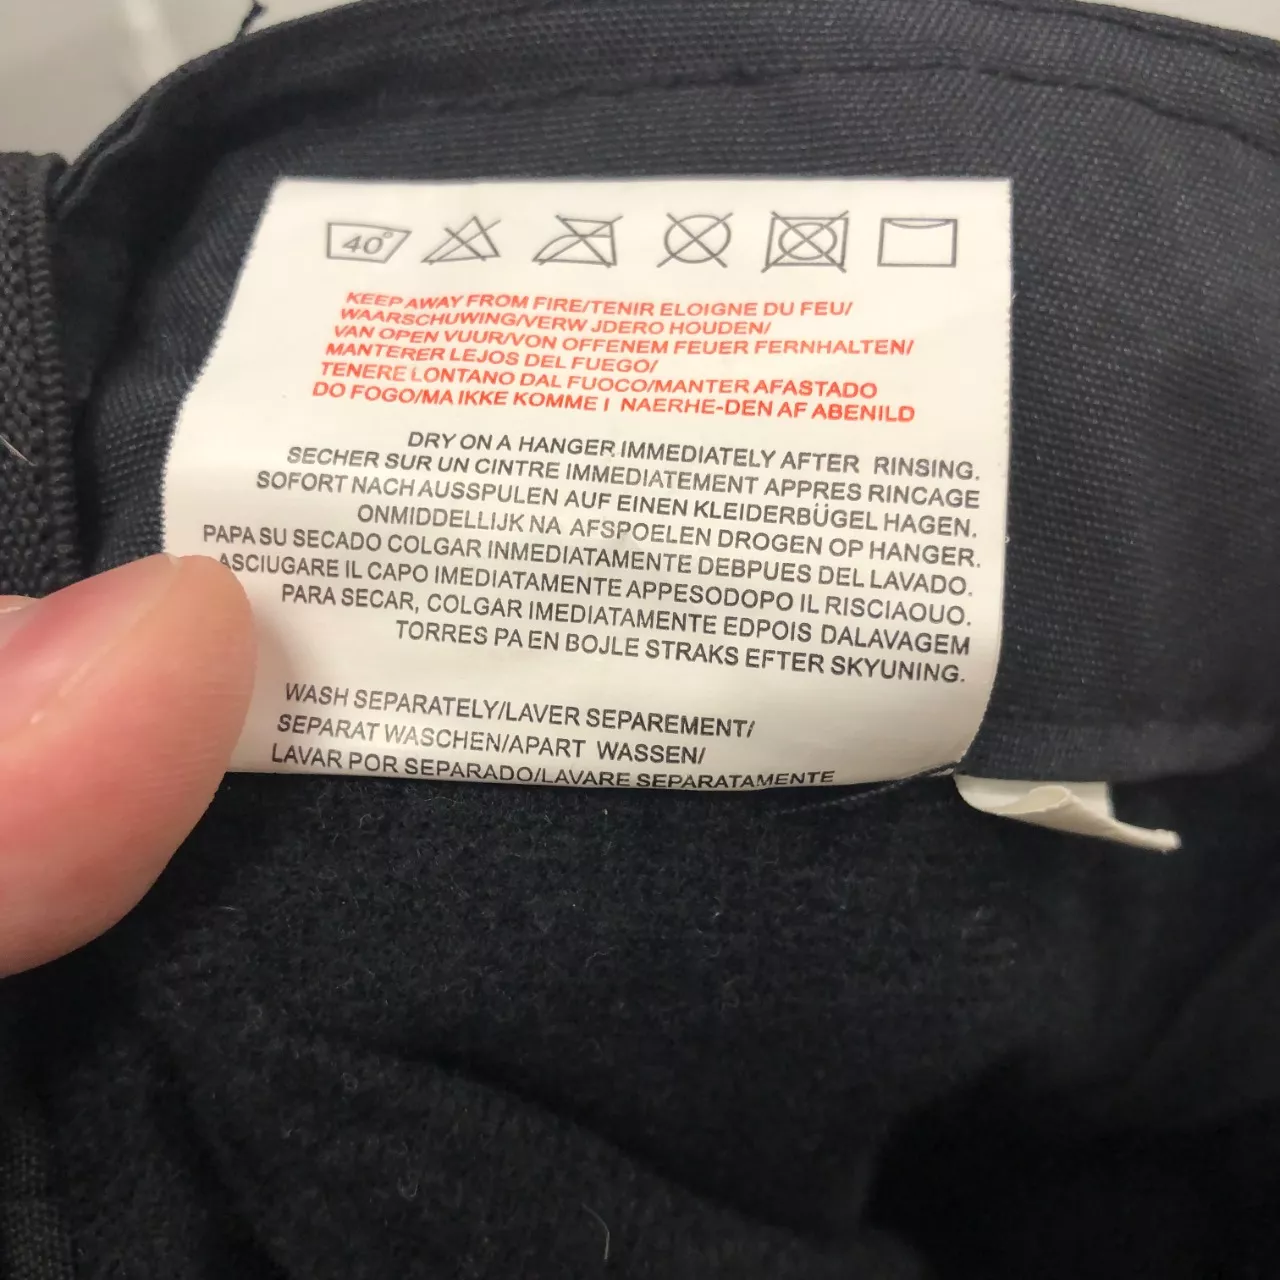 40°
KEEP AWAY FROM FIRE/TENIR ELOIGNE DU FEU/
WAARSCHUWING/VERW JDERO HOUDEN/
VAN OPEN VUUR/VON OFFENEM FEUER FERNHALTEN/
MANTERER LEJOS DEL FUEGO/
TENERE LONTANO DAL FUOCO/MANTER AFASTADO
DO FOGO/MA IKKE KOMME I NAERHE-DEN AF ABENILD
DRY ON A HANGER IMMEDIATELY AFTER RINSING.
SECHER SUR UN CINTRE IMMEDIATEMENT APPRES RINCAGE
SOFORT NACH AUSSPULEN AUF EINEN KLEIDERBÜGEL HAGEN.
ONMIDDELLIJK NA AFSPOELEN DROGEN OP HANGER.
PAPA SU SECADO COLGAR INMEDIATAMENTE DEBPUES DEL LAVADO.
ASCIUGARE IL CAPO IMEDIATAMENTE APPESODOPO IL RISCIAOUO.
PARA SECAR, COLGAR IMEDIATAMENTE EDPOIS DALAVAGEM
TORRES PA EN BOJLE STRAKS EFTER SKYUNING.
WASH SEPARATELY/LAVER SEPAREMENT/
SEPARAT WASCHEN/APART WASSEN/
LAVAR POR SEPARADO/LAVARE SEPARATAMENTE